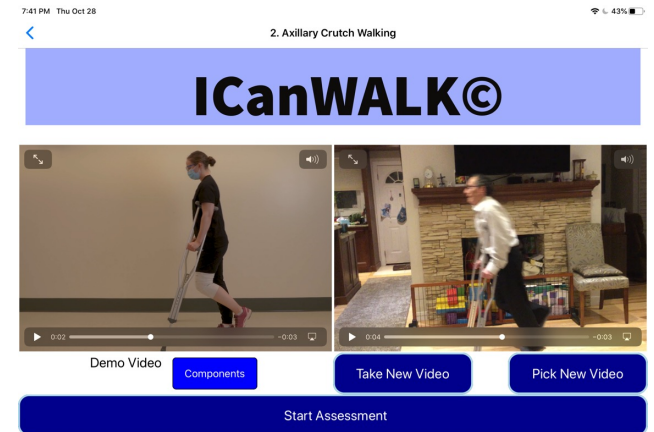 7:41 PM Thu Oct 28
43%
2. Axillary Crutch Walking
ICanWALK©
0:02
-0:03
0:04
-0:03
Demo Video
Components
Take New Video
Pick New Video
Start Assessment